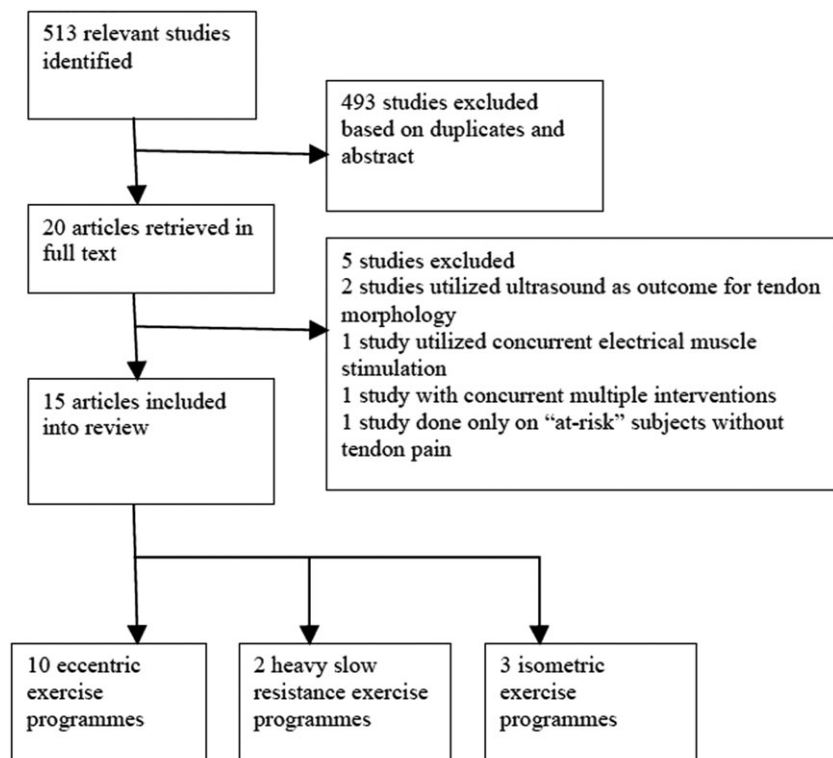 513 relevant studies
identified
493 studies excluded
based on duplicates and
abstract
20 articles retrieved in
full text
5 studies excluded
2 studies utilized ultrasound as outcome for tendon
morphology
1 study utilized concurrent electrical muscle
stimulation
1 study with concurrent multiple interventions
1 study done only on “at-risk” subjects without
tendon pain
15 articles included
into review
10 eccentric
exercise
programmes
2 heavy slow
resistance exercise
programmes
3 isometric
exercise
programmes